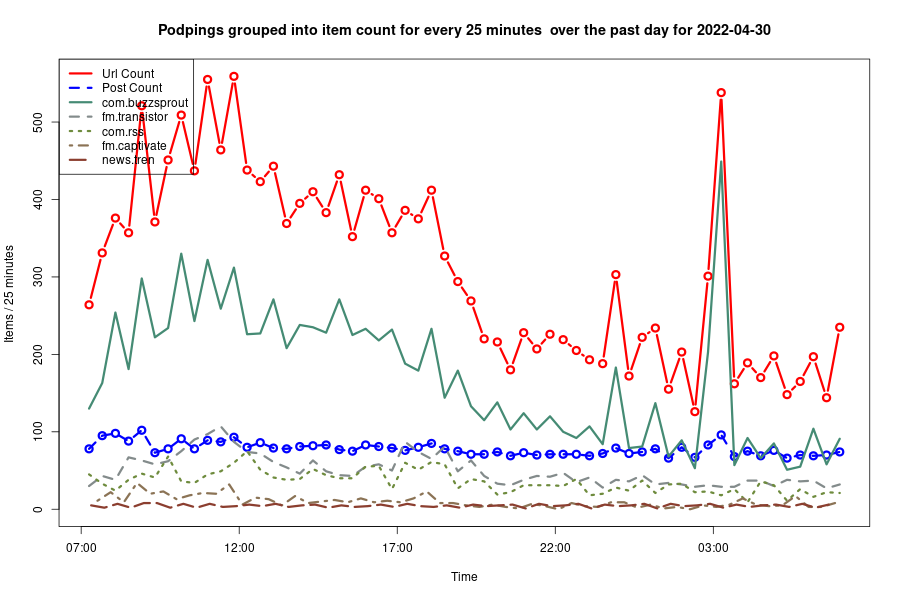 Podpings grouped into item count for every 25 minutes  over the past day for 2022-04-30
Url Count
Post Count
com.buzzsprout
fm.transistor
com.rss
fm.captivate
news.fren
Items / 25 minutes
500
400
300
200
100
0
07:00 12:00 17:00 22:00 03:00
Time